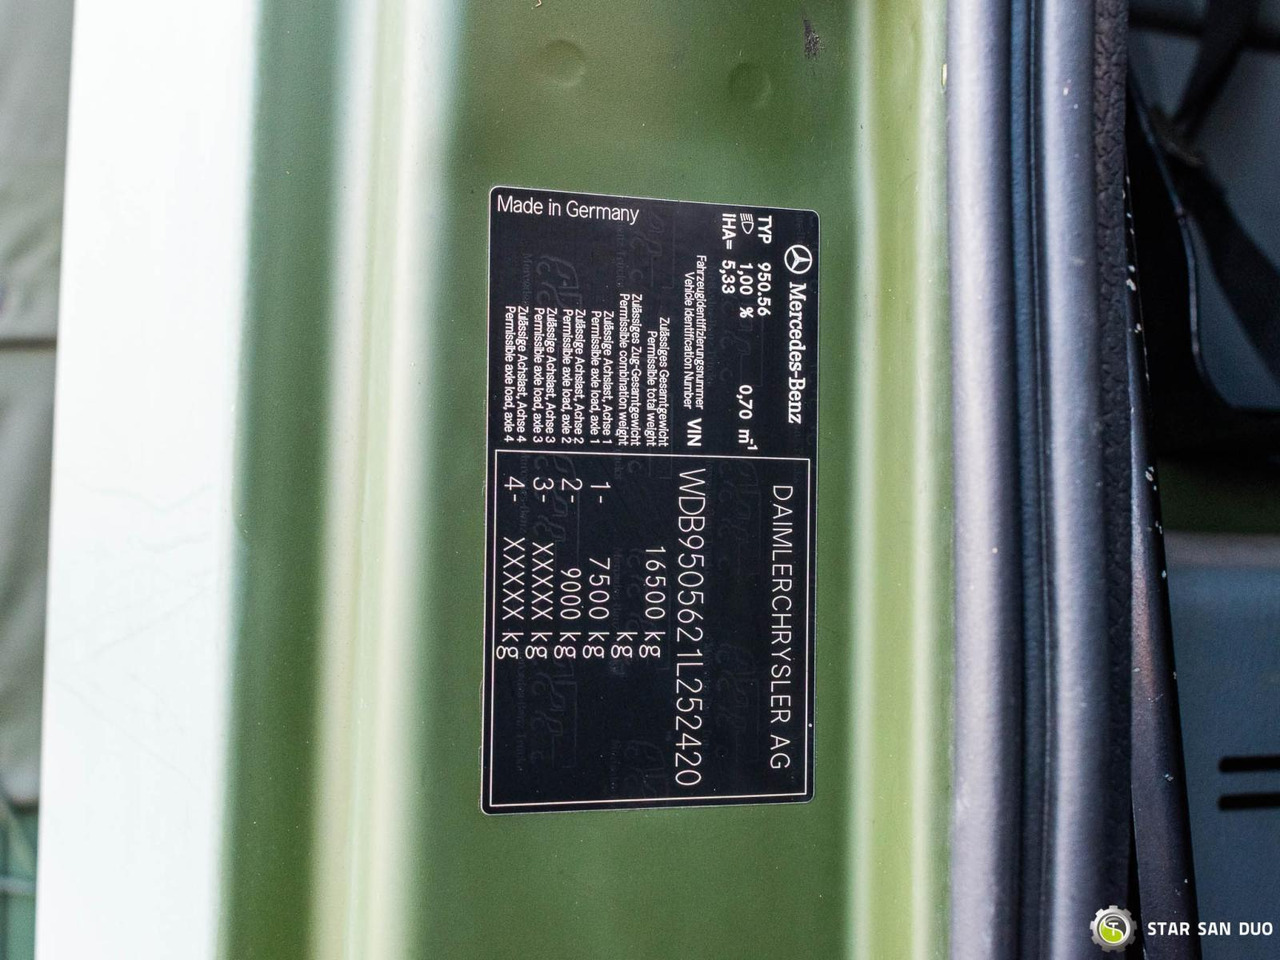 Mercedes-Benz
DAIMLERCHRYSLER AG
TYP 950.56
1,00 % 0,70 m-1
IHA= 5,33
Fahrzeugidentifizierungsnummer
Vehicle Identification Number VIN WDB9505621L252420
Zulässiges Gesamtgewicht
Permissible total weight 16500 kg
Zulässiges Zug-Gesamtgewicht
Permissible combination weight kg
Zulässige Achslast, Achse 1
Permissible axle load, axle 1 1- 7500 kg
Zulässige Achslast, Achse 2
Permissible axle load, axle 2 2- 9000 kg
Zulässige Achslast, Achse 3
Permissible axle load, axle 3 3- XXXXX kg
Zulässige Achslast, Achse 4
Permissible axle load, axle 4 4- XXXXX kg
Made in Germany
STAR SAN DUO